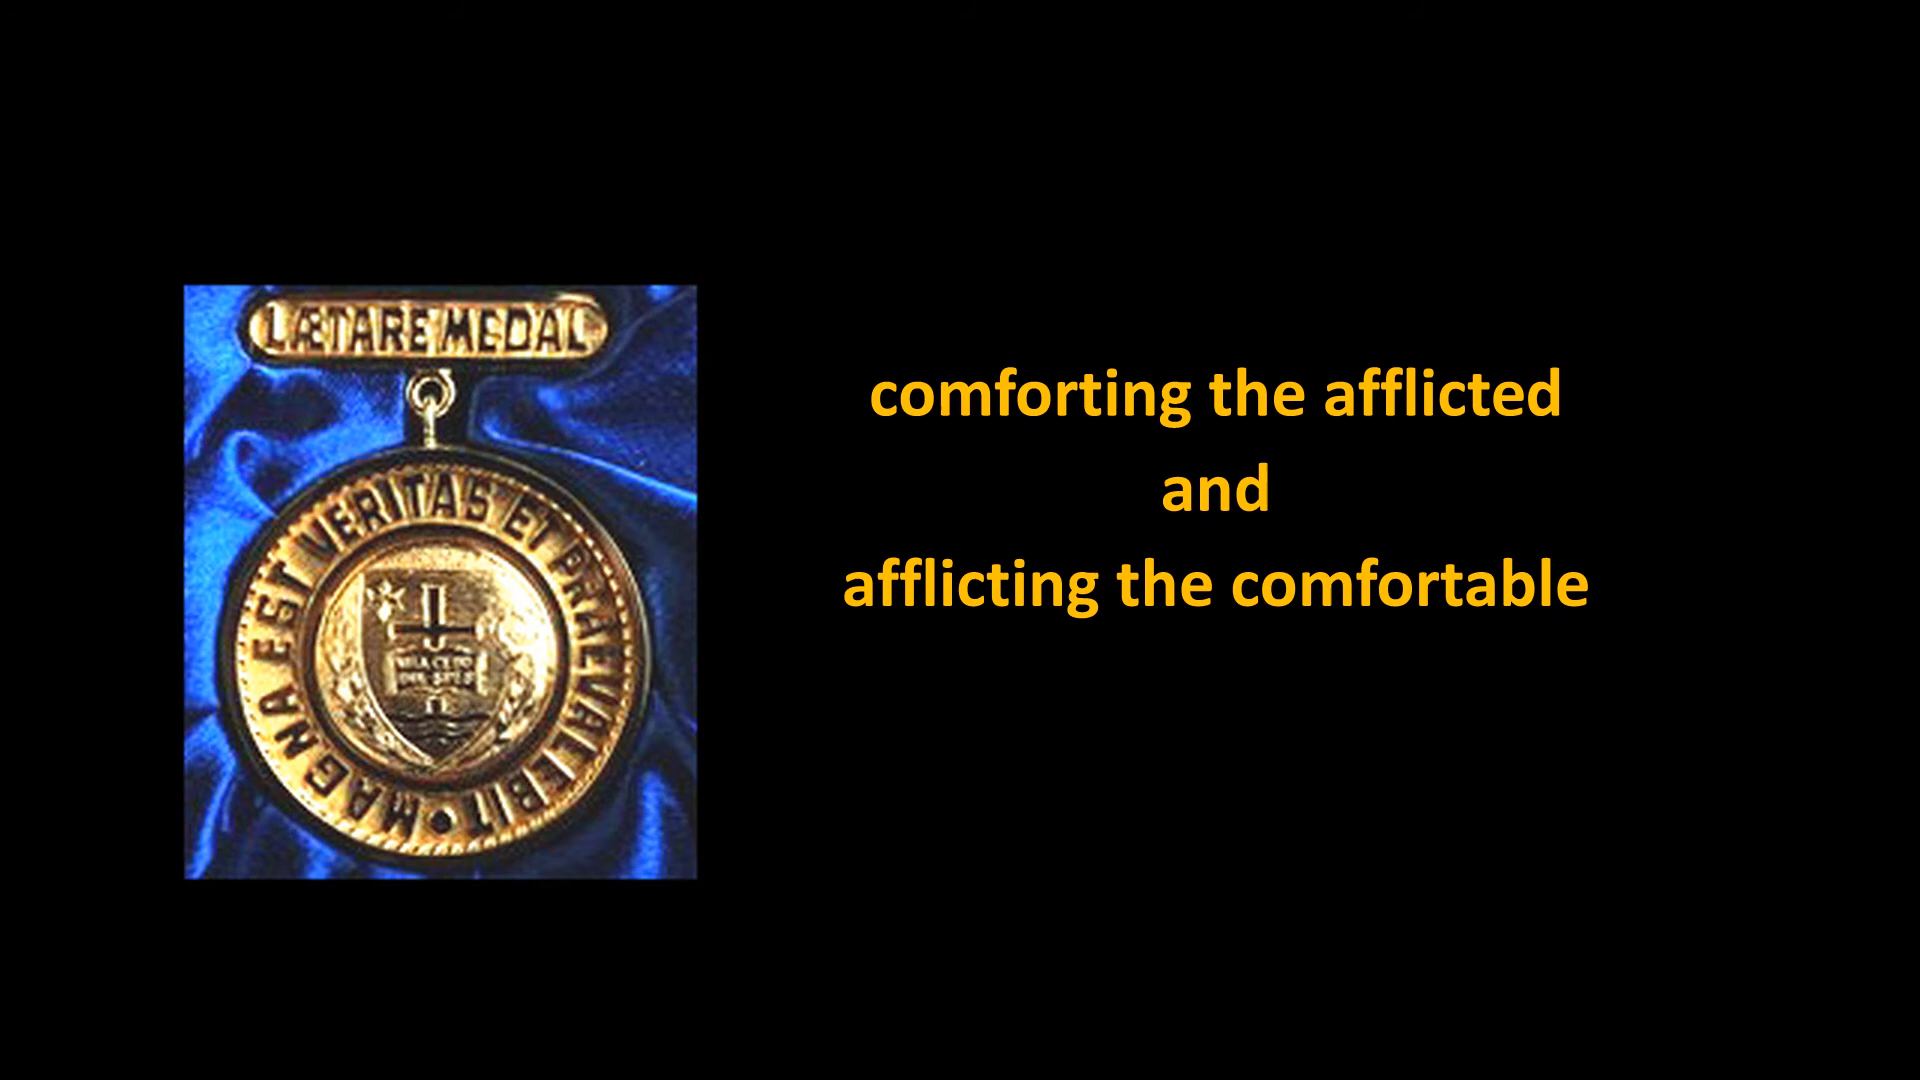 LÆTARE MEDAL
MAGNA EST VERITAS ET PRAEVALEBIT
comforting the afflicted
and
afflicting the comfortable